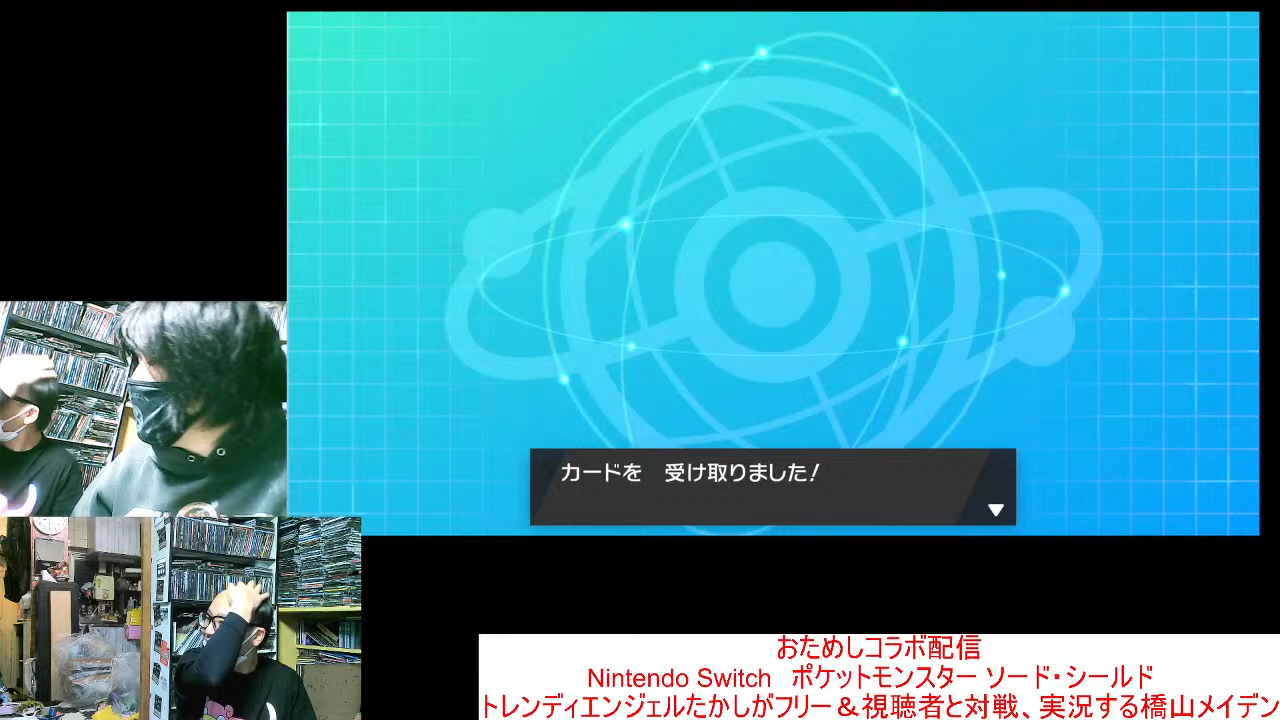 カードを　受け取りました！
おためしコラボ配信
Nintendo Switch　ポケットモンスター ソード・シールド
トレンディエンジェルたかしがフリー＆視聴者と対戦、実況する橋山メイデン